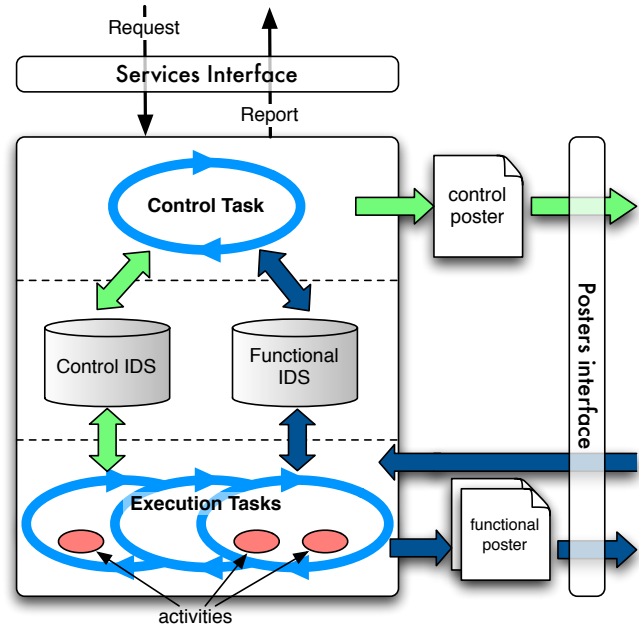 Request
Services Interface
Report
Control Task
control
poster
Control IDS
Functional
IDS
Posters interface
Execution Tasks
functional
poster
activities